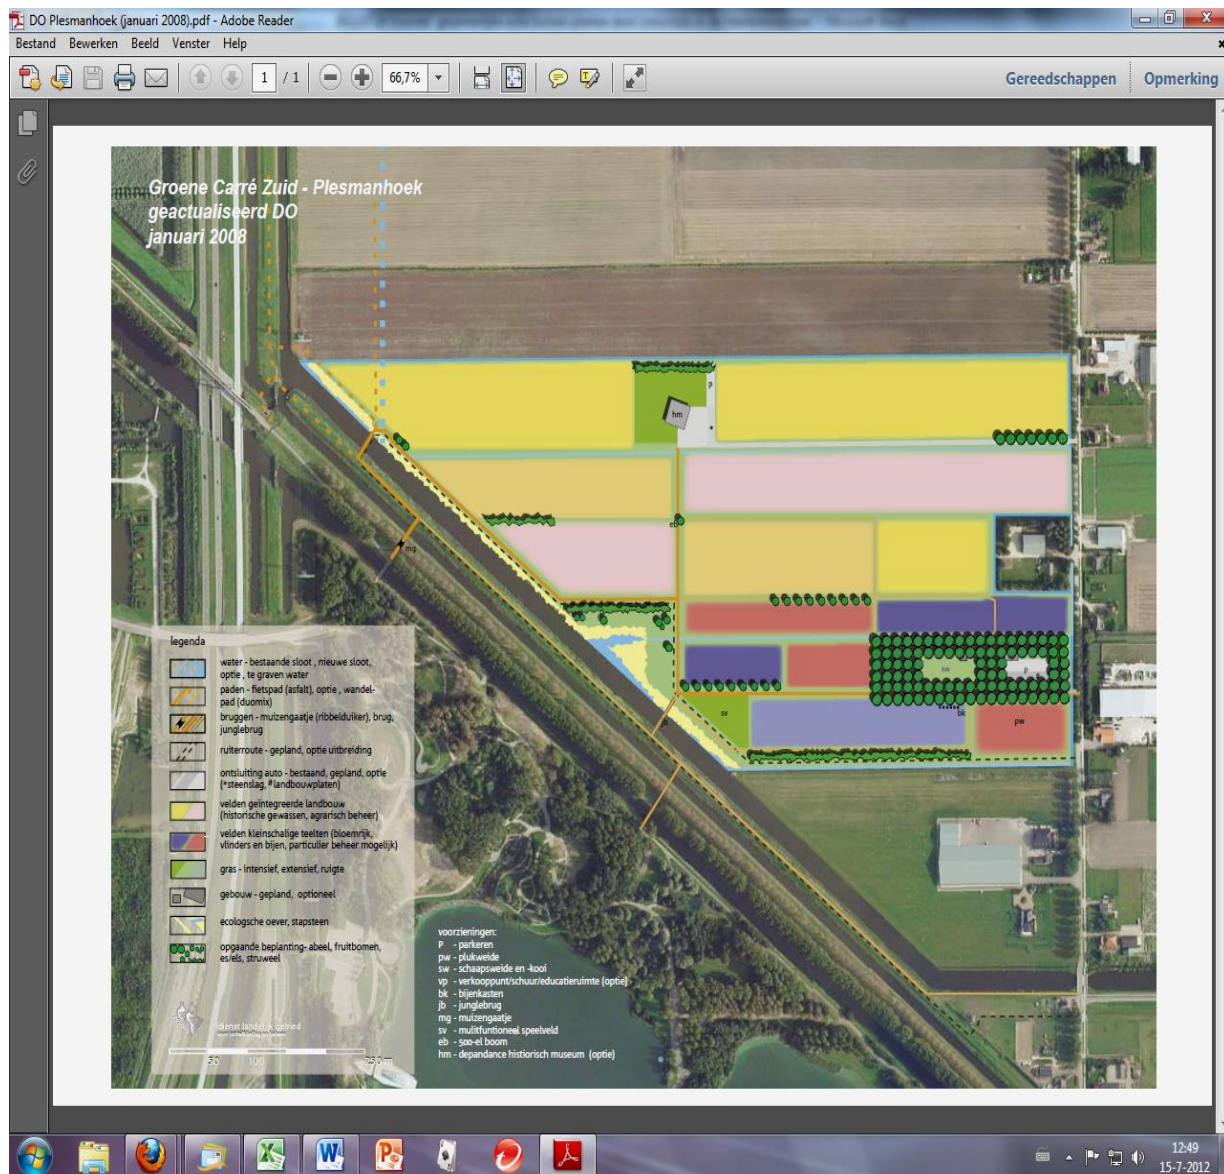 DO Plesmanhoek (januari 2008).pdf - Adobe Reader
Bestand Bewerken Beeld Venster Help
1 / 1
66,7%
Gereedschappen
Opmerking
Groene Carré Zuid - Plesmanhoek
geactualiseerd DO
januari 2008
p
hm
eb
mg
sw
p
sv
bk
pw
legenda
water - bestaande sloot , nieuwe sloot,
optie , te graven water
paden - fietspad (asfalt), optie , wandel-
pad (duomix)
bruggen - muizengaatje (ribbelduiker), brug,
junglebrug
ruiterroute - gepland, optie uitbreiding
ontsluiting auto - bestaand, gepland, optie
(*steenslag, #landbouwplaten)
velden geïntegreerde landbouw
(historische gewassen, agrarisch beheer)
velden kleinschalige teelten (bloemrijk,
vlinders en bijen, particulier beheer mogelijk)
gras - intensief, extensief, ruigte
gebouw - gepland, optioneel
ecologsche oever, stapsteen
opgaande beplanting- abeel, fruitbomen,
es/els, struweel
dienst landelijk gebied
50 100 250 m
voorzieningen:
P - parkeren
pw - plukweide
sw - schaapsweide en -kooi
vp - verkooppunt/schuur/educatieruimte (optie)
bk - bijenkasten
jb - junglebrug
mg - muizengaatje
sv - mulitfuntioneel speelveld
eb - 500-el boom
hm - depandance historisch museum (optie)
12:49
15-7-2012